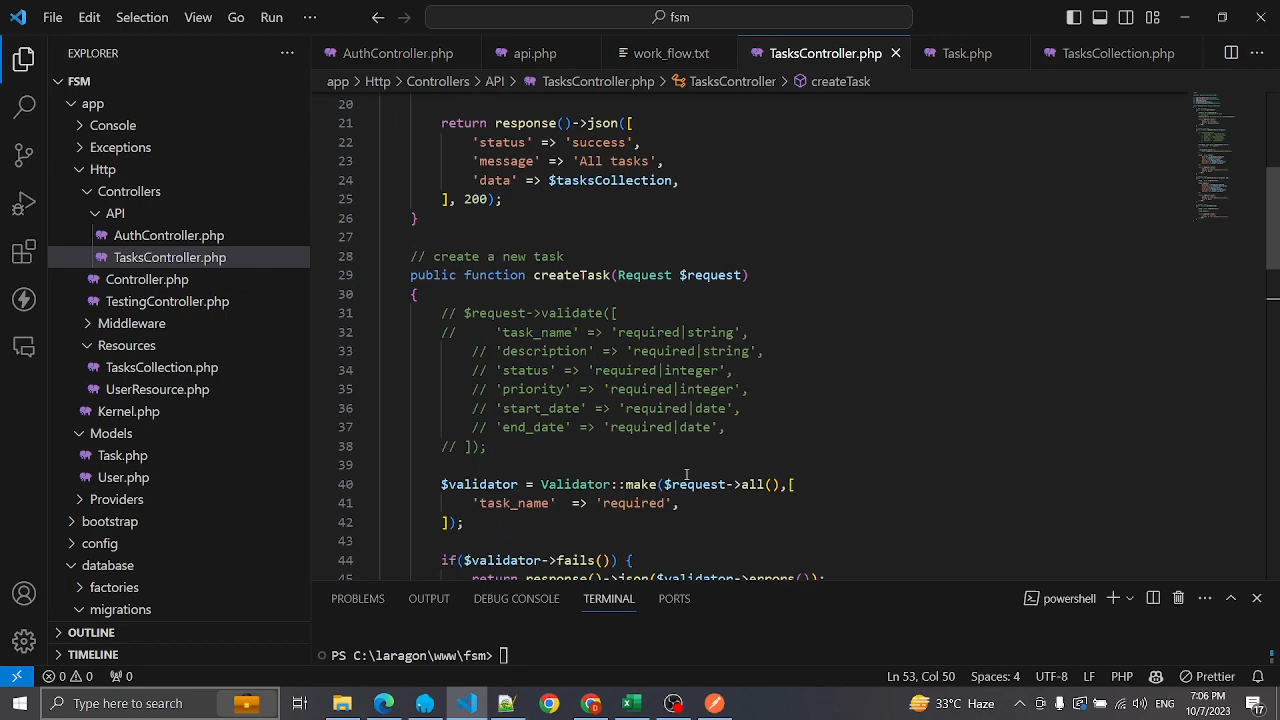 File Edit Selection View Go Run ··· fsm
EXPLORER ···
AuthController.php api.php work_flow.txt TasksController.php Task.php TasksCollection.php ···
FSM
app > Http > Controllers > API > TasksController.php > TasksController > createTask
app
Console
Exceptions
Http
Controllers
API
AuthController.php
TasksController.php
Controller.php
TestingController.php
Middleware
Resources
TasksCollection.php
UserResource.php
Kernel.php
Models
Task.php
User.php
Providers
bootstrap
config
database
factories
migrations
OUTLINE
TIMELINE
20
21 return response()->json([
22 'status' => 'success',
23 'message' => 'All tasks',
24 'data' => $tasksCollection,
25 ], 200);
26 }
27
28 // create a new task
29 public function createTask(Request $request)
30 {
31 // $request->validate([
32 // 'task_name' => 'required|string',
33 // 'description' => 'required|string',
34 // 'status' => 'required|integer',
35 // 'priority' => 'required|integer',
36 // 'start_date' => 'required|date',
37 // 'end_date' => 'required|date',
38 // ]);
39
40 $validator = Validator::make($request->all(),[
41 'task_name' => 'required',
42 ]);
43
44 if($validator->fails()) {
45 return response()->json($validator->errors());
PROBLEMS OUTPUT DEBUG CONSOLE TERMINAL PORTS powershell ···
PS C:\laragon\www\fsm>
0 0 0 Ln 53, Col 50 Spaces: 4 UTF-8 LF PHP Prettier
Type here to search 33°C Haze 7:06 PM
10/7/2023